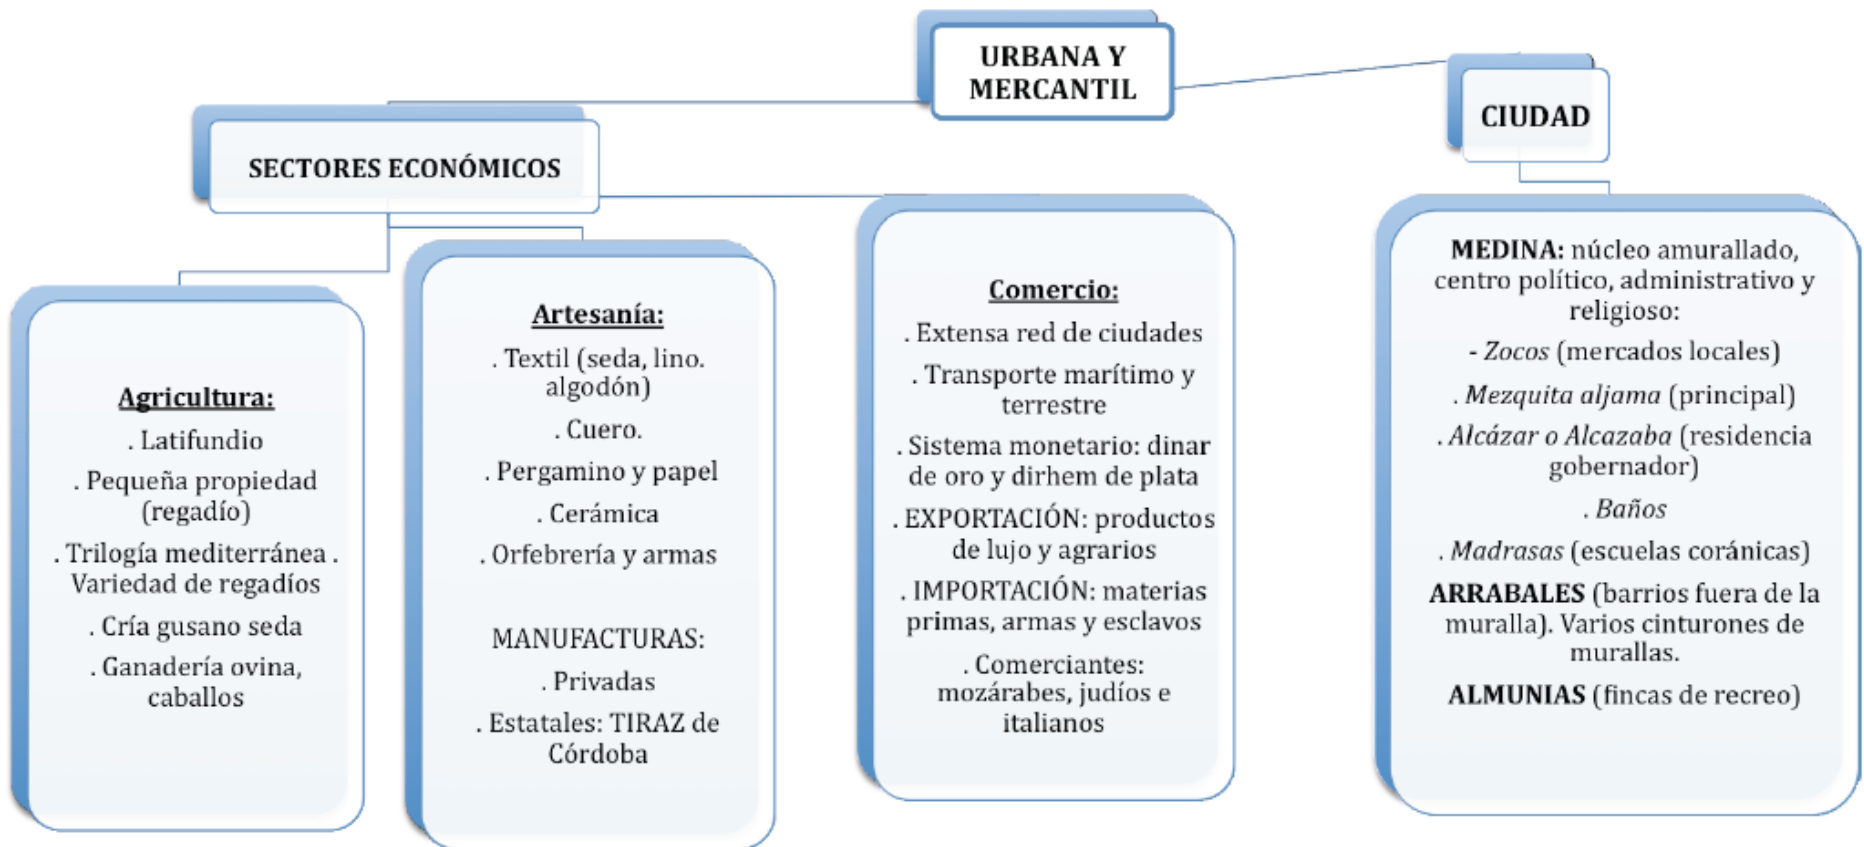 URBANA Y
MERCANTIL
CIUDAD
SECTORES ECONÓMICOS
Agricultura:
. Latifundio
. Pequeña propiedad
(regadío)
. Trilogía mediterránea .
Variedad de regadíos
. Cría gusano seda
. Ganadería ovina,
caballos
Artesanía:
. Textil (seda, lino.
algodón)
. Cuero.
. Pergamino y papel
. Cerámica
. Orfebrería y armas
MANUFACTURAS:
. Privadas
. Estatales: TIRAZ de
Córdoba
Comercio:
. Extensa red de ciudades
. Transporte marítimo y
terrestre
. Sistema monetario: dinar
de oro y dirhem de plata
. EXPORTACIÓN: productos
de lujo y agrarios
. IMPORTACIÓN: materias
primas, armas y esclavos
. Comerciantes:
mozárabes, judíos e
italianos
MEDINA: núcleo amurallado,
centro político, administrativo y
religioso:
- Zocos (mercados locales)
. Mezquita aljama (principal)
. Alcázar o Alcazaba (residencia
gobernador)
. Baños
. Madrasas (escuelas coránicas)
ARRABALES (barrios fuera de la
muralla). Varios cinturones de
murallas.
ALMUNIAS (fincas de recreo)